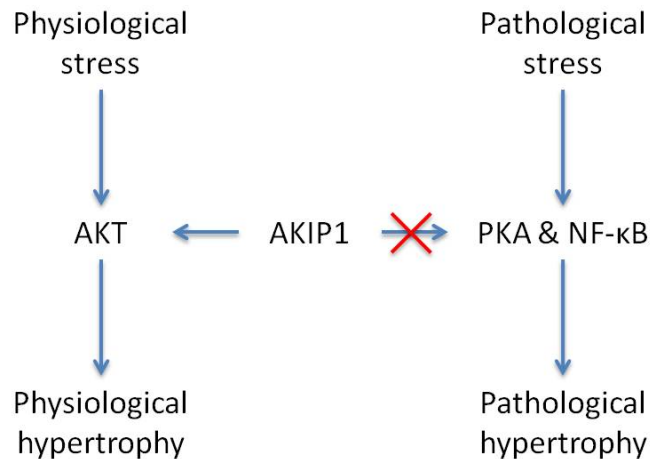 Physiological
stress
Pathological
stress
AKT
AKIP1
PKA & NF-κB
Physiological
hypertrophy
Pathological
hypertrophy